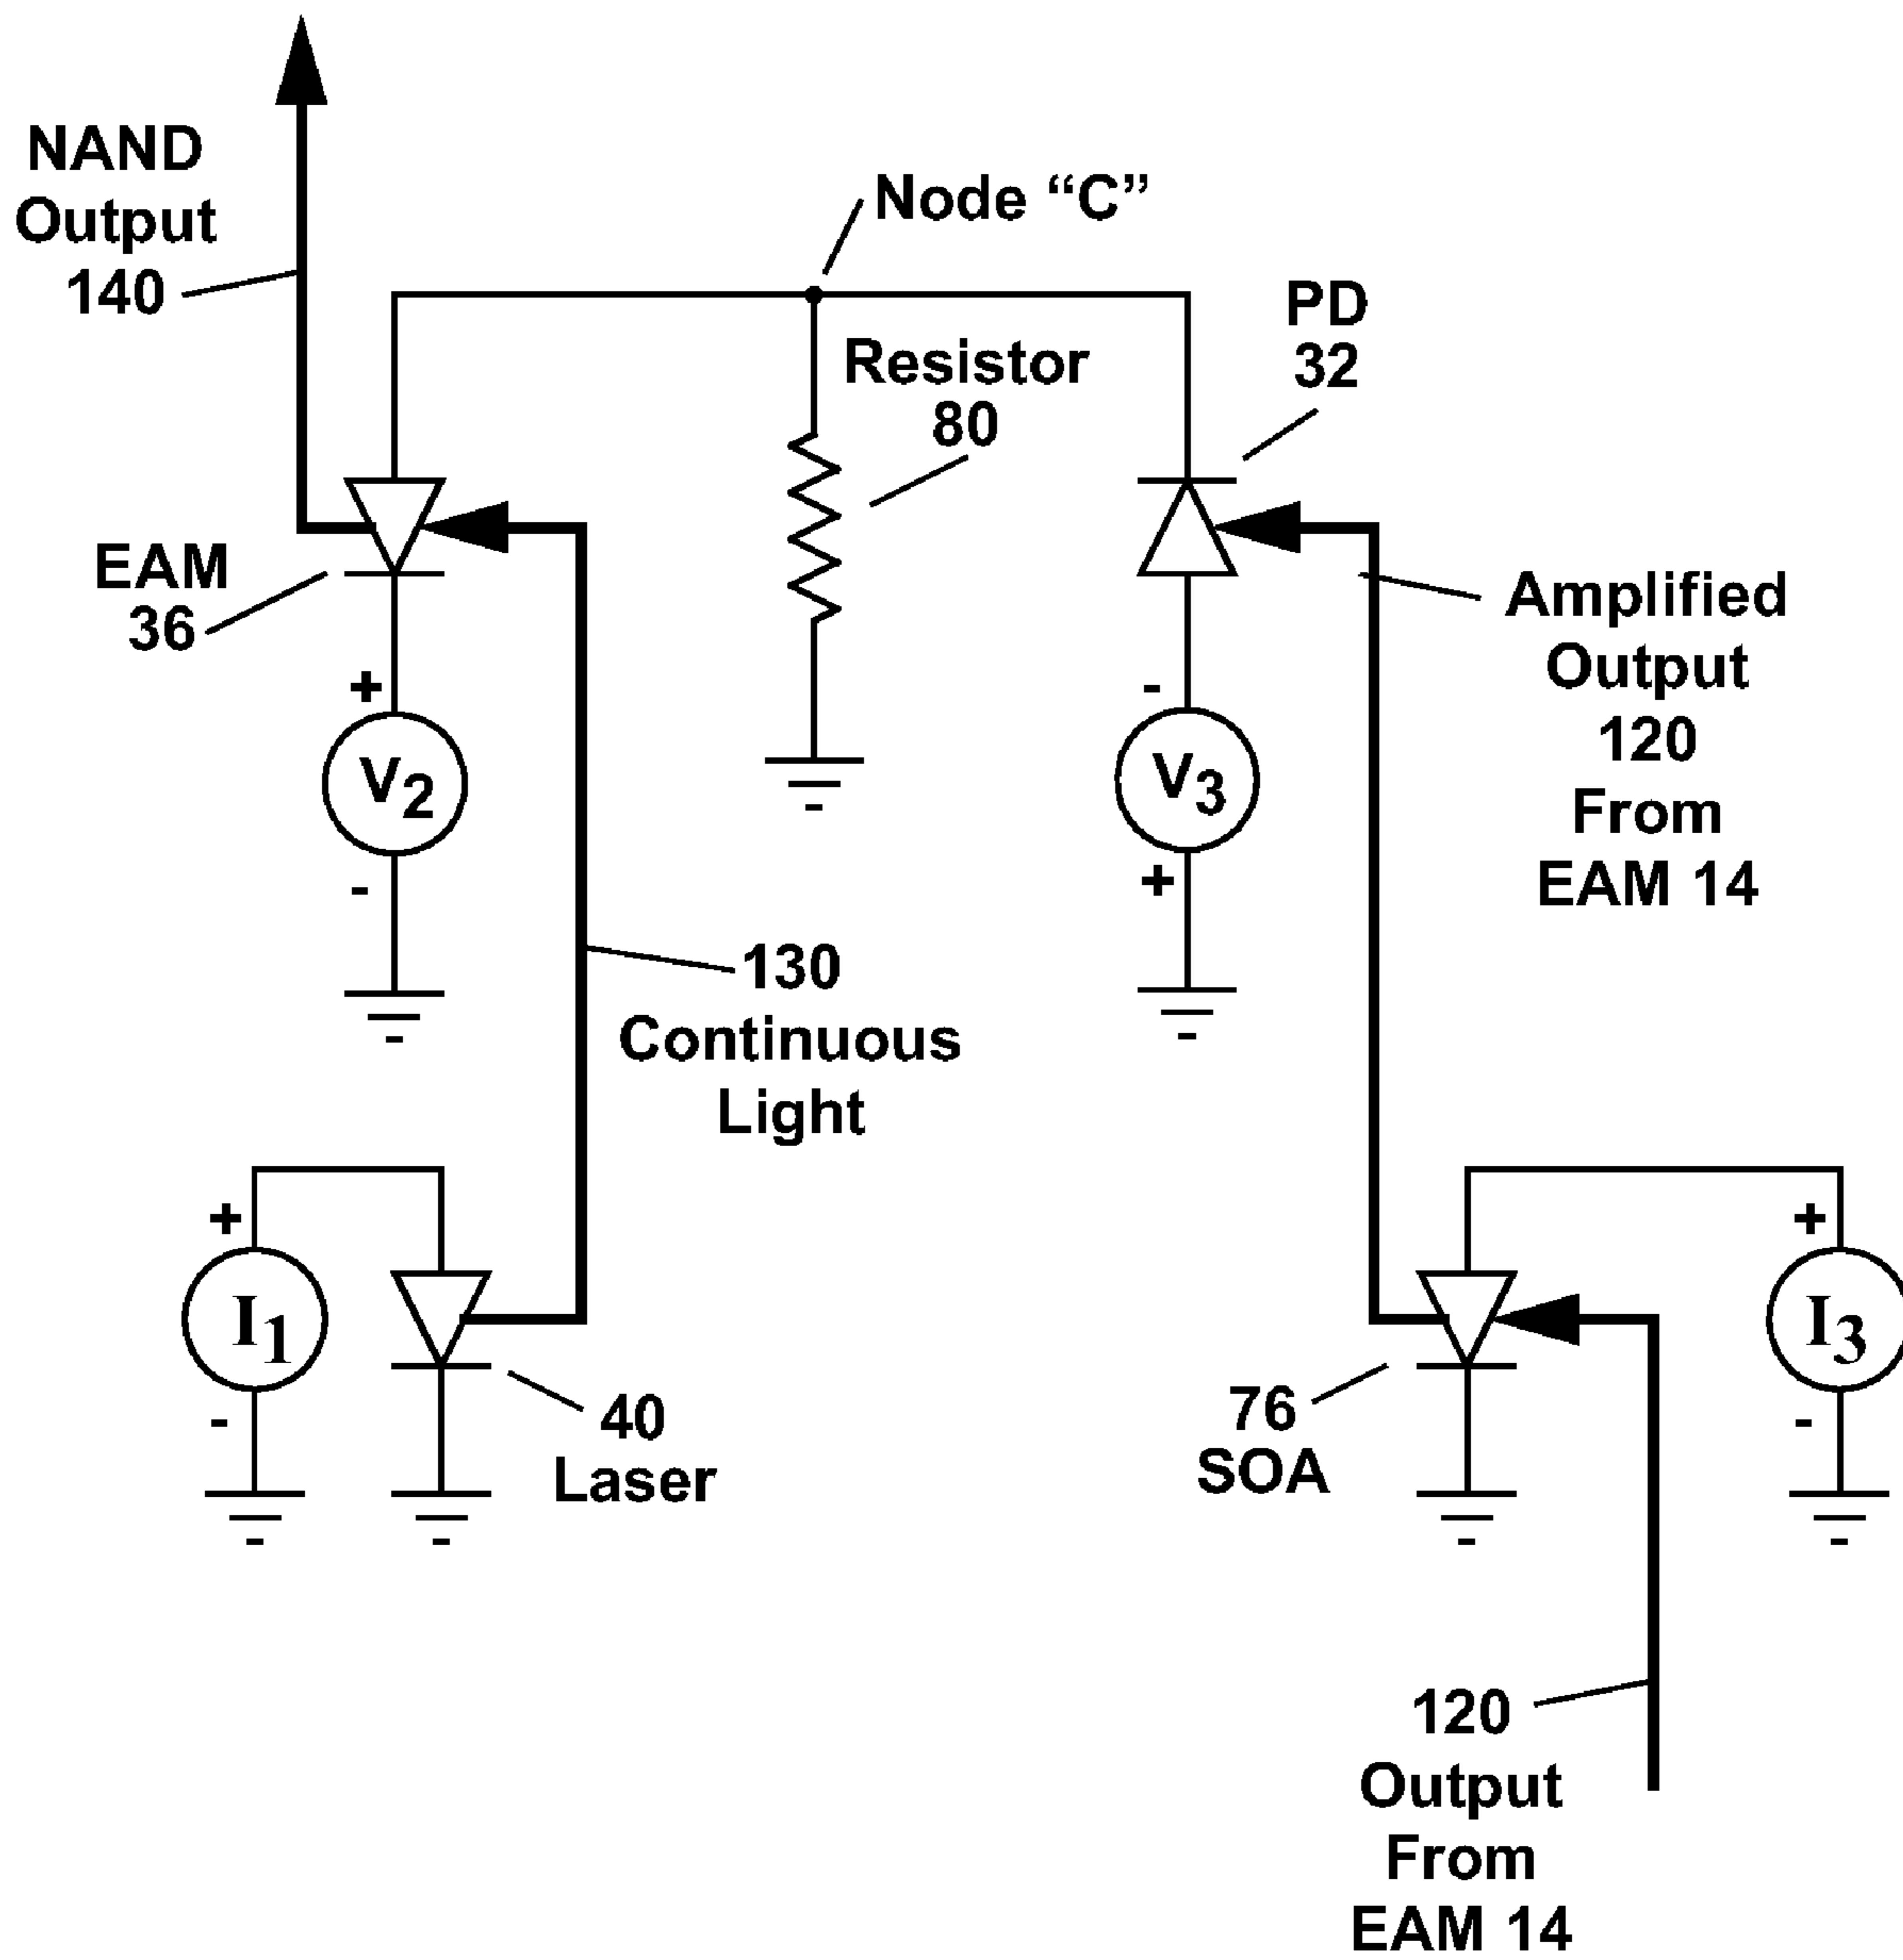 NAND
Output
140
Node “C”
PD
32
Resistor
80
EAM
36
Amplified
Output
120
From
EAM 14
+
-
V2
-
+
V3
130
Continuous
Light
+
-
I1
40
Laser
76
SOA
+
-
I3
120
Output
From
EAM 14